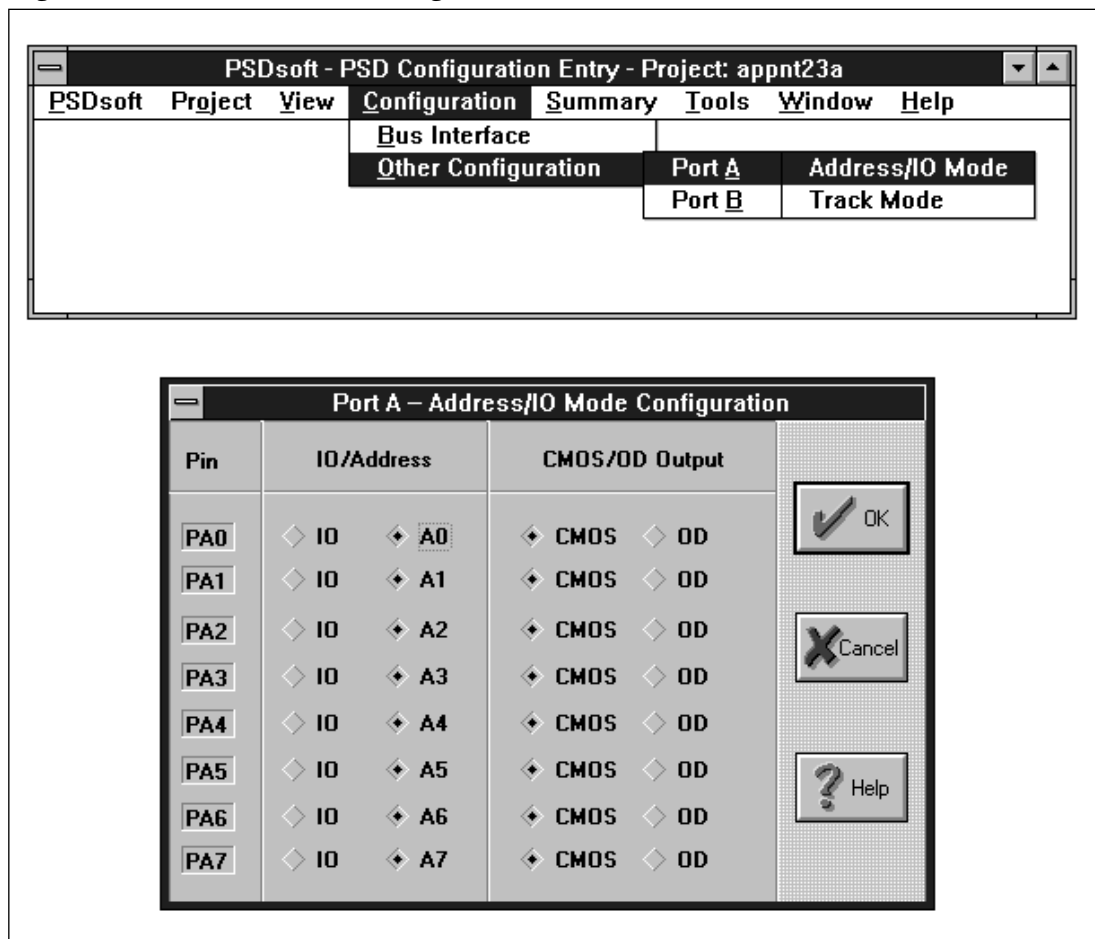 PSDsoft - PSD Configuration Entry - Project: appnt23a
PSDsoft Project View Configuration Summary Tools Window Help
Bus Interface
Other Configuration Port A Address/IO Mode
Port B Track Mode
Port A – Address/IO Mode Configuration
Pin IO/Address CMOS/OD Output
PA0 IO A0 CMOS OD
PA1 IO A1 CMOS OD
PA2 IO A2 CMOS OD
PA3 IO A3 CMOS OD
PA4 IO A4 CMOS OD
PA5 IO A5 CMOS OD
PA6 IO A6 CMOS OD
PA7 IO A7 CMOS OD
OK
Cancel
Help